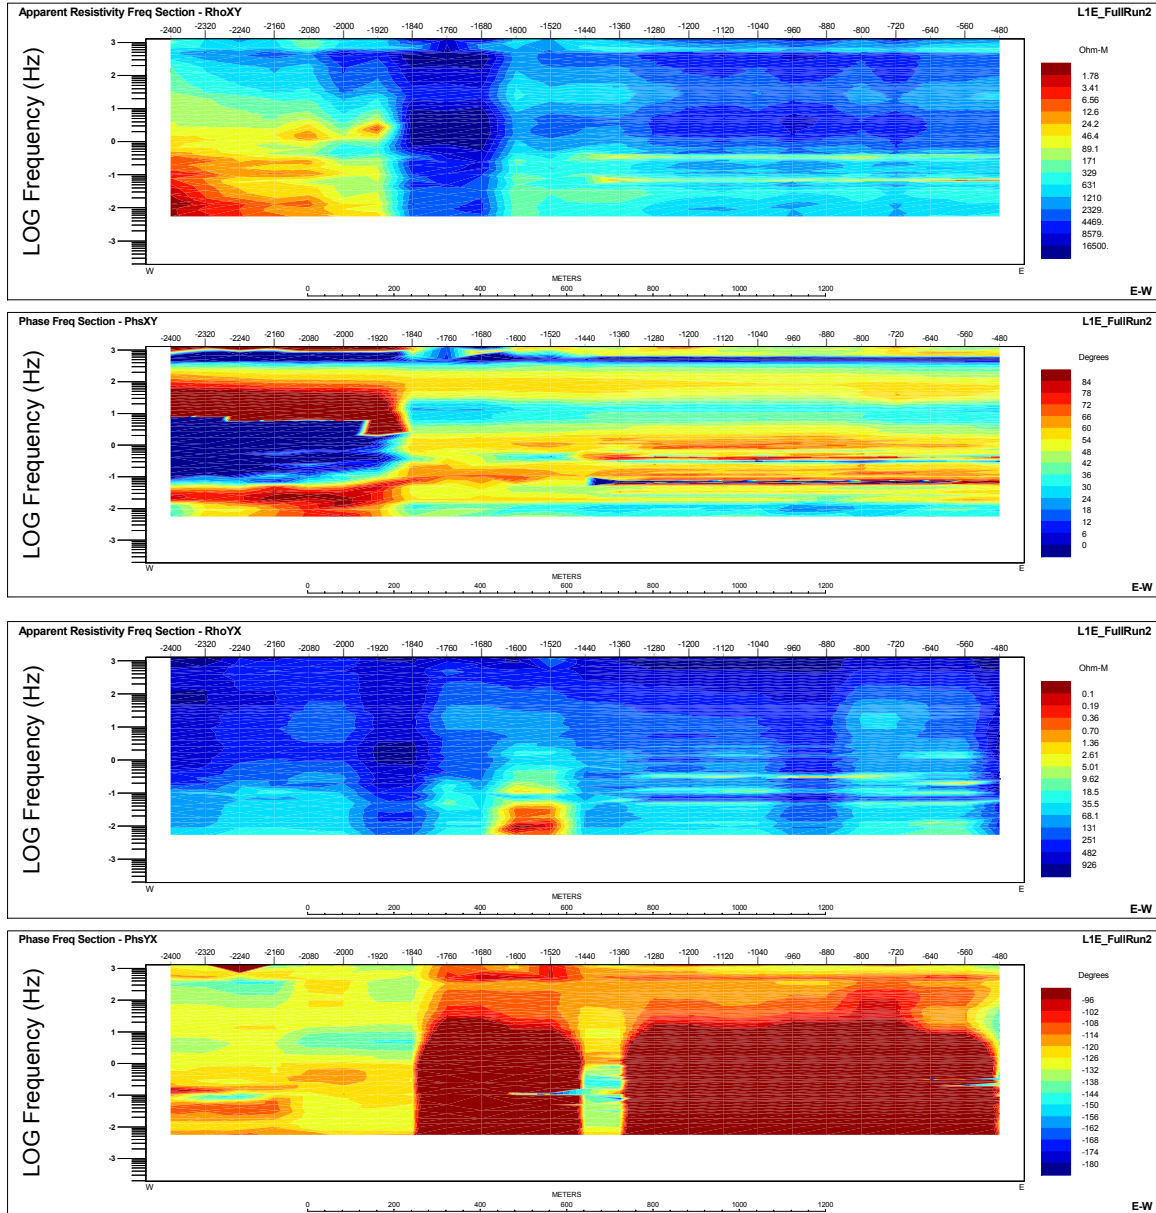 Apparent Resistivity Freq Section - RhoXY L1E_FullRun2
-2400 -2320 -2240 -2160 -2080 -2000 -1920 -1840 -1760 -1680 -1600 -1520 -1440 -1360 -1280 -1200 -1120 -1040 -960 -880 -800 -720 -640 -560 -480
LOG Frequency (Hz)
3
2
1
0
-1
-2
-3
Ohm-M
1.78
3.41
6.56
12.6
24.2
46.4
89.1
171
329
631
1210
2329.
4469.
8579.
16500.
W E
METERS
0 200 400 600 800 1000 1200
E-W
Phase Freq Section - PhsXY L1E_FullRun2
-2400 -2320 -2240 -2160 -2080 -2000 -1920 -1840 -1760 -1680 -1600 -1520 -1440 -1360 -1280 -1200 -1120 -1040 -960 -880 -800 -720 -640 -560 -480
LOG Frequency (Hz)
3
2
1
0
-1
-2
-3
Degrees
84
78
72
66
60
54
48
42
36
30
24
18
12
6
0
W E
METERS
0 200 400 600 800 1000 1200
E-W
Apparent Resistivity Freq Section - RhoYX L1E_FullRun2
-2400 -2320 -2240 -2160 -2080 -2000 -1920 -1840 -1760 -1680 -1600 -1520 -1440 -1360 -1280 -1200 -1120 -1040 -960 -880 -800 -720 -640 -560 -480
LOG Frequency (Hz)
3
2
1
0
-1
-2
-3
Ohm-M
0.1
0.19
0.36
0.70
1.36
2.61
5.01
9.62
18.5
35.5
68.1
131
251
482
926
W E
METERS
0 200 400 600 800 1000 1200
E-W
Phase Freq Section - PhsYX L1E_FullRun2
-2400 -2320 -2240 -2160 -2080 -2000 -1920 -1840 -1760 -1680 -1600 -1520 -1440 -1360 -1280 -1200 -1120 -1040 -960 -880 -800 -720 -640 -560 -480
LOG Frequency (Hz)
3
2
1
0
-1
-2
-3
Degrees
-96
-102
-108
-114
-120
-126
-132
-138
-144
-150
-156
-162
-168
-174
-180
W E
METERS
0 200 400 600 800 1000 1200
E-W